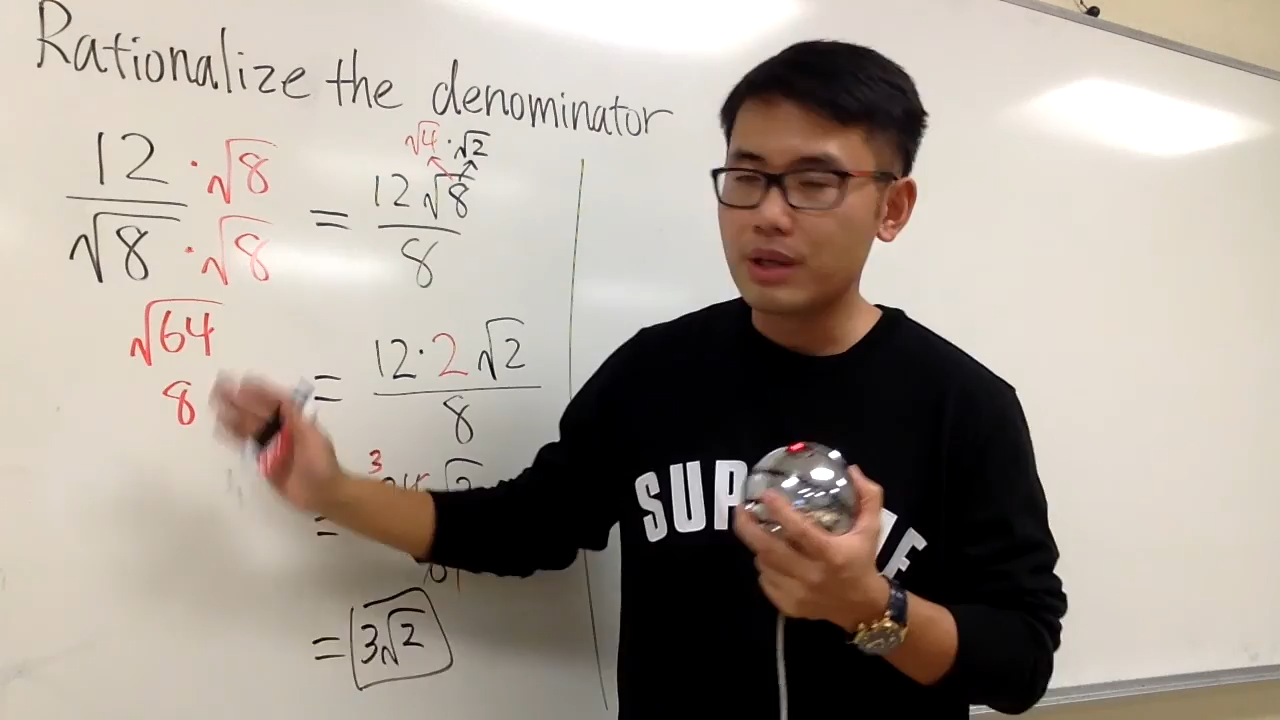 Rationalize the denominator
√4 · √2
12 · √8 / √8 · √8 = 12√8 / 8
√64
8
= 12·2√2 / 8
3
=
= 3√2
SUP